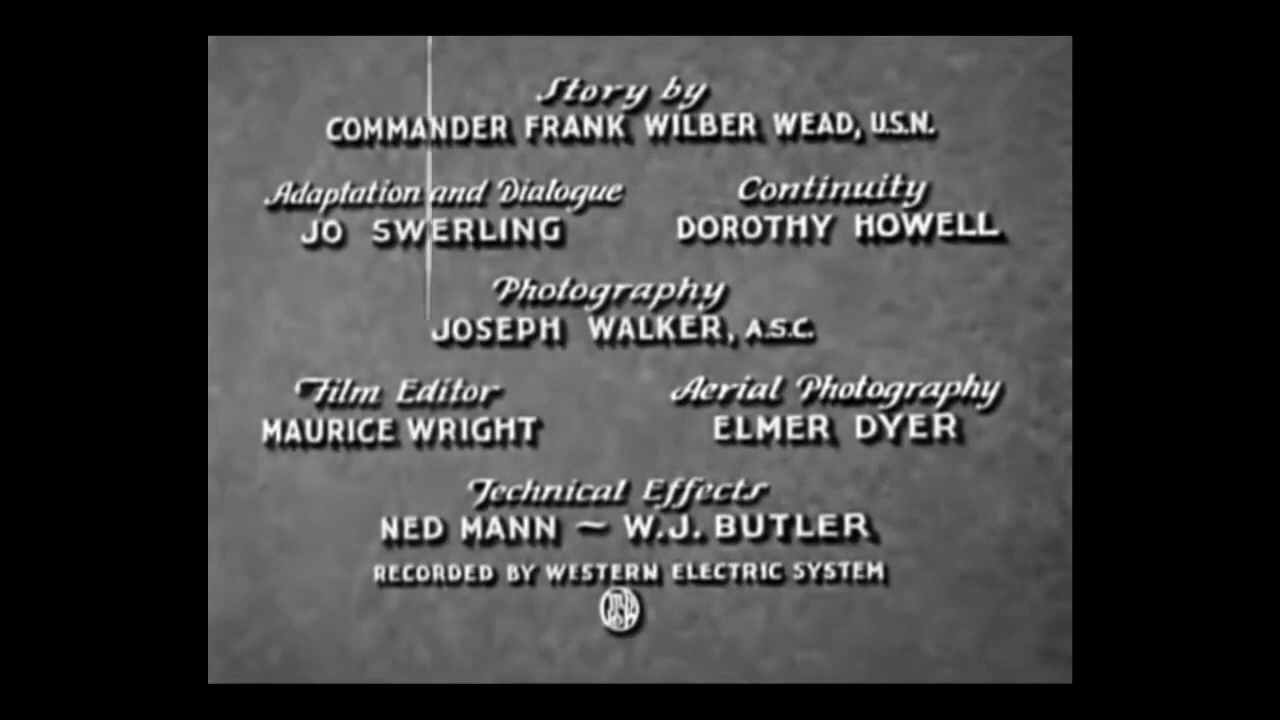 Story by
COMMANDER FRANK WILBER WEAD, U.S.N.
Adaptation and Dialogue
JO SWERLING
Continuity
DOROTHY HOWELL
Photography
JOSEPH WALKER, A.S.C.
Film Editor
MAURICE WRIGHT
Aerial Photography
ELMER DYER
Technical Effects
NED MANN ~ W.J. BUTLER
RECORDED BY WESTERN ELECTRIC SYSTEM